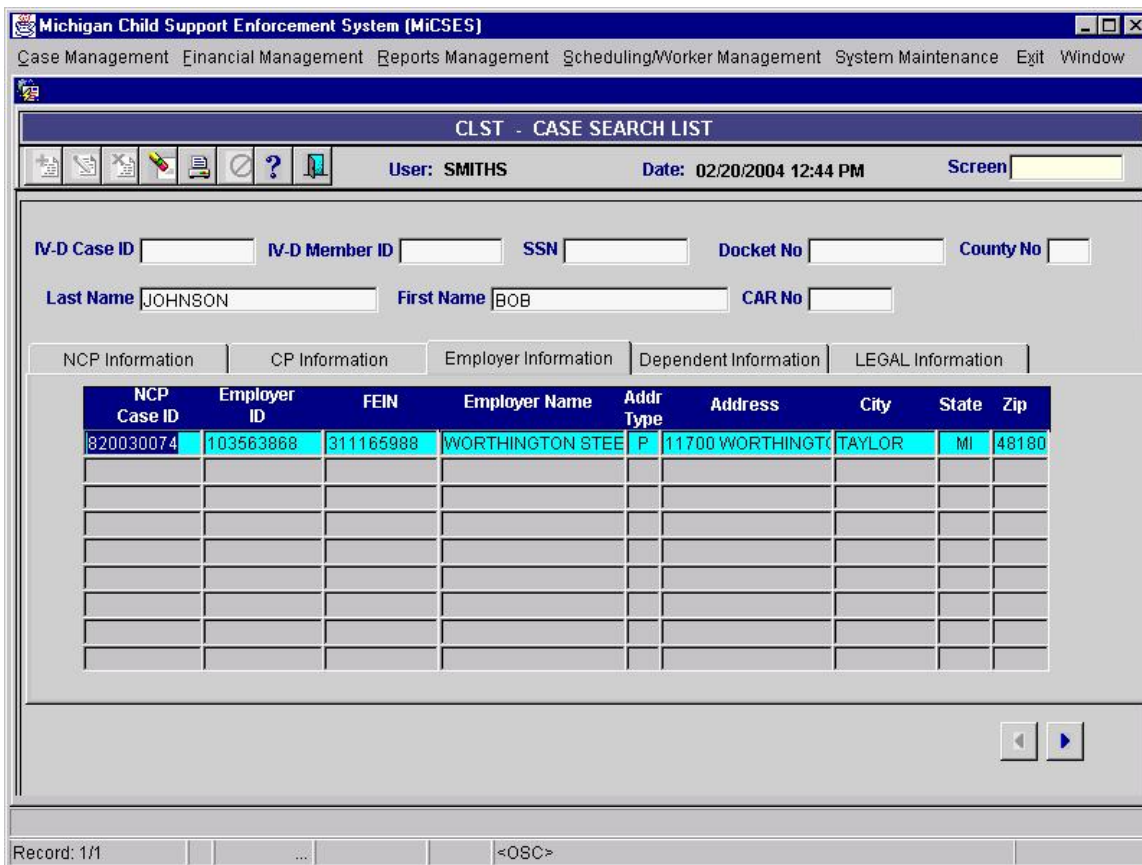 Michigan Child Support Enforcement System (MiCSES)
Case Management Financial Management Reports Management Scheduling/Worker Management System Maintenance Exit Window
CLST - CASE SEARCH LIST
? User: SMITHS Date: 02/20/2004 12:44 PM Screen
IV-D Case ID IV-D Member ID SSN Docket No County No
Last Name JOHNSON First Name BOB CAR No
NCP Information CP Information Employer Information Dependent Information LEGAL Information
NCP Case ID Employer ID FEIN Employer Name Addr Type Address City State Zip
820030074 103563868 311165988 WORTHINGTON STEE P 11700 WORTHINGTO TAYLOR MI 48180
Record: 1/1 ... <OSC>